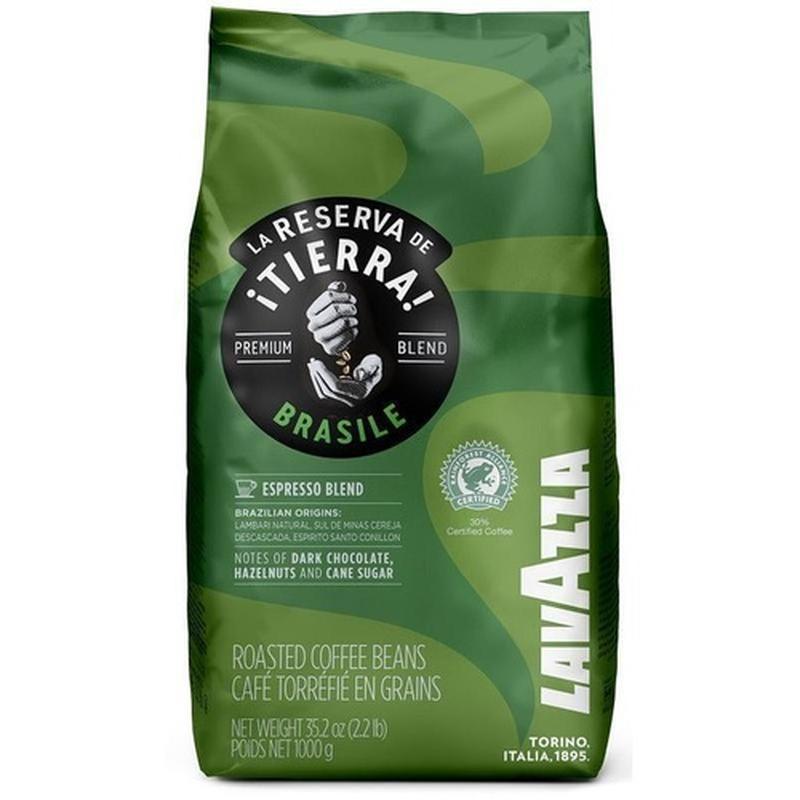 LA RESERVA DE
¡TIERRA!
PREMIUM BLEND
BRASILE
ESPRESSO BLEND
BRAZILIAN ORIGINS:
LAMBARI NATURAL, SUL DE MINAS CEREJA
DESCASCADA, ESPIRITO SANTO CONILLON
NOTES OF DARK CHOCOLATE,
HAZELNUTS AND CANE SUGAR
RAINFOREST ALLIANCE
CERTIFIED
30%
Certified Coffee
LAVAZZA
ROASTED COFFEE BEANS
CAFÉ TORRÉFIÉ EN GRAINS
NET WEIGHT 35.2 oz (2.2 lb)
POIDS NET 1000 g
TORINO,
ITALIA, 1895.